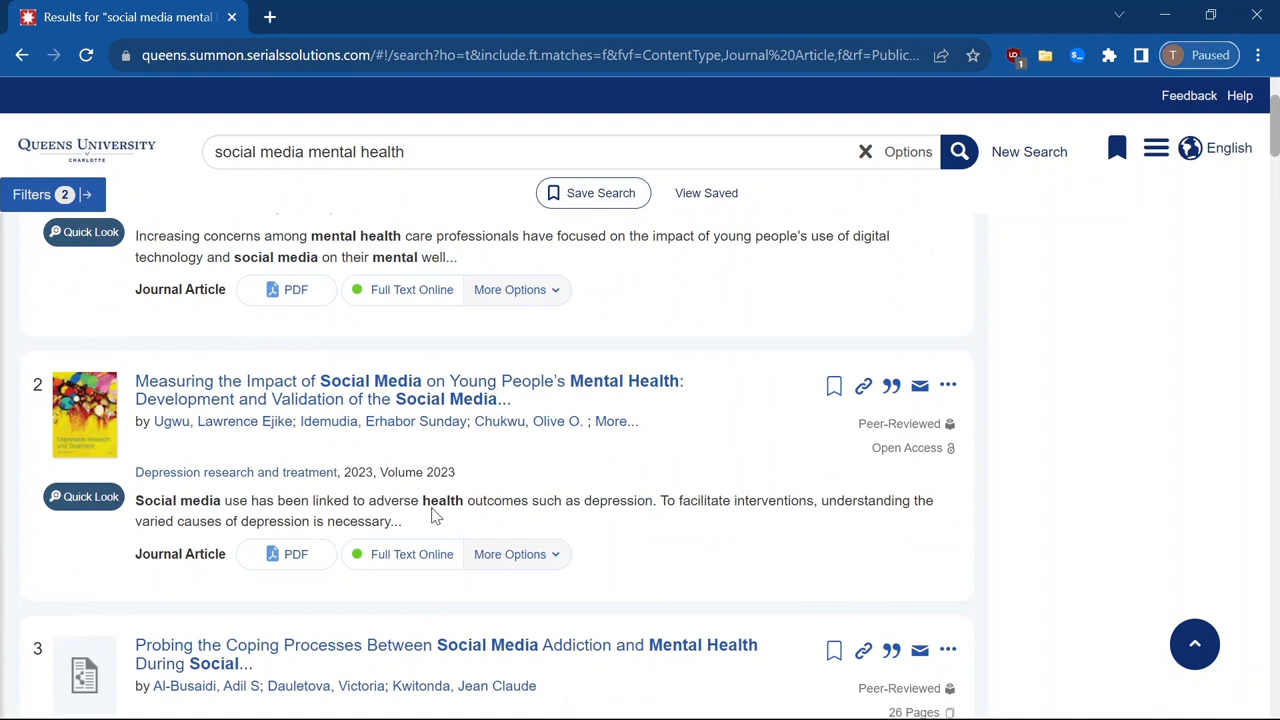 Results for "social media mental
queens.summon.serialssolutions.com/#!/search?ho=t&include.ft.matches=f&fvf=ContentType,Journal%20Article,f&rf=Public...
1
T Paused
Feedback Help
QUEENS UNIVERSITY
of
CHARLOTTE
social media mental health
Options
New Search
English
Filters 2
Save Search
View Saved
Quick Look
Increasing concerns among mental health care professionals have focused on the impact of young people's use of digital
technology and social media on their mental well...
Journal Article PDF Full Text Online More Options
2
Measuring the Impact of Social Media on Young People's Mental Health:
Development and Validation of the Social Media...
by Ugwu, Lawrence Ejike; Idemudia, Erhabor Sunday; Chukwu, Olive O. ; More...
Peer-Reviewed
Open Access
Depression research and treatment, 2023, Volume 2023
Quick Look
Social media use has been linked to adverse health outcomes such as depression. To facilitate interventions, understanding the
varied causes of depression is necessary...
Journal Article PDF Full Text Online More Options
3
Probing the Coping Processes Between Social Media Addiction and Mental Health
During Social...
by Al-Busaidi, Adil S; Dauletova, Victoria; Kwitonda, Jean Claude
Peer-Reviewed
26 Pages